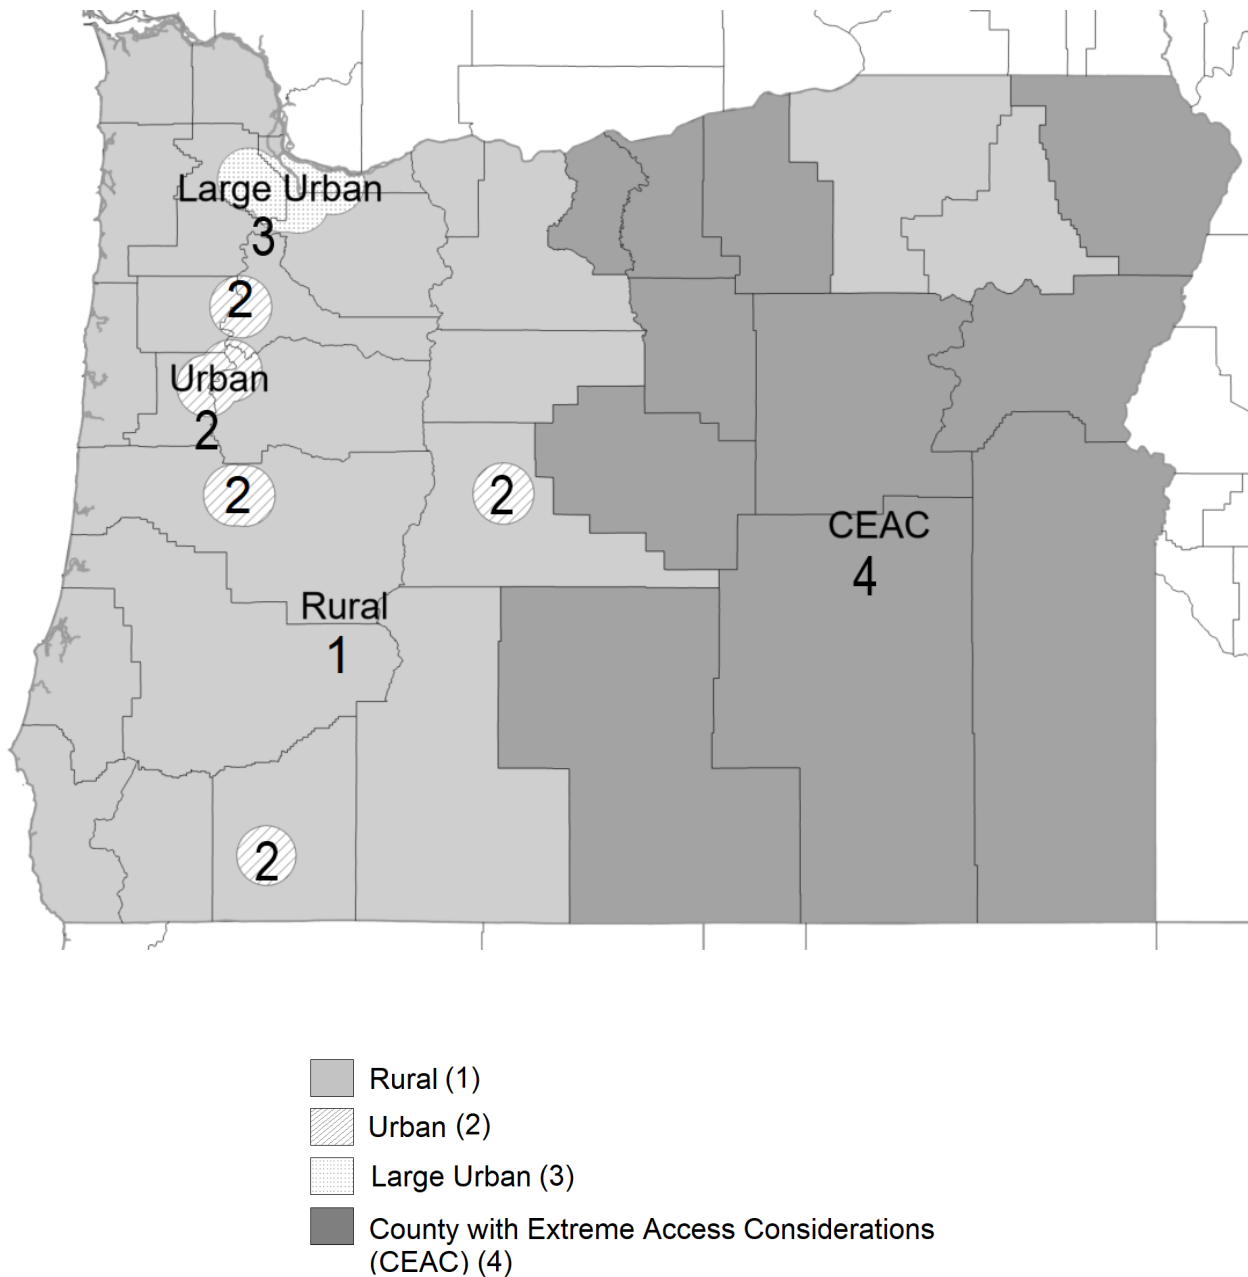 Large Urban
3
2
Urban
2
2
2
CEAC
4
Rural
1
2
Rural (1)
Urban (2)
Large Urban (3)
County with Extreme Access Considerations
(CEAC) (4)